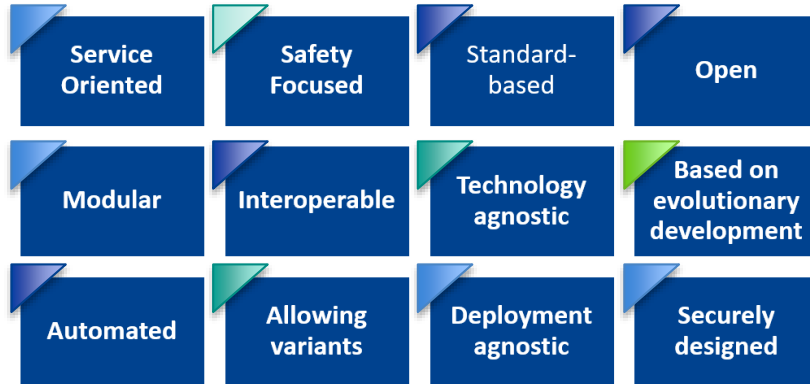 Service
Oriented
Safety
Focused
Standard-
based
Open
Modular
Interoperable
Technology
agnostic
Based on
evolutionary
development
Automated
Allowing
variants
Deployment
agnostic
Securely
designed